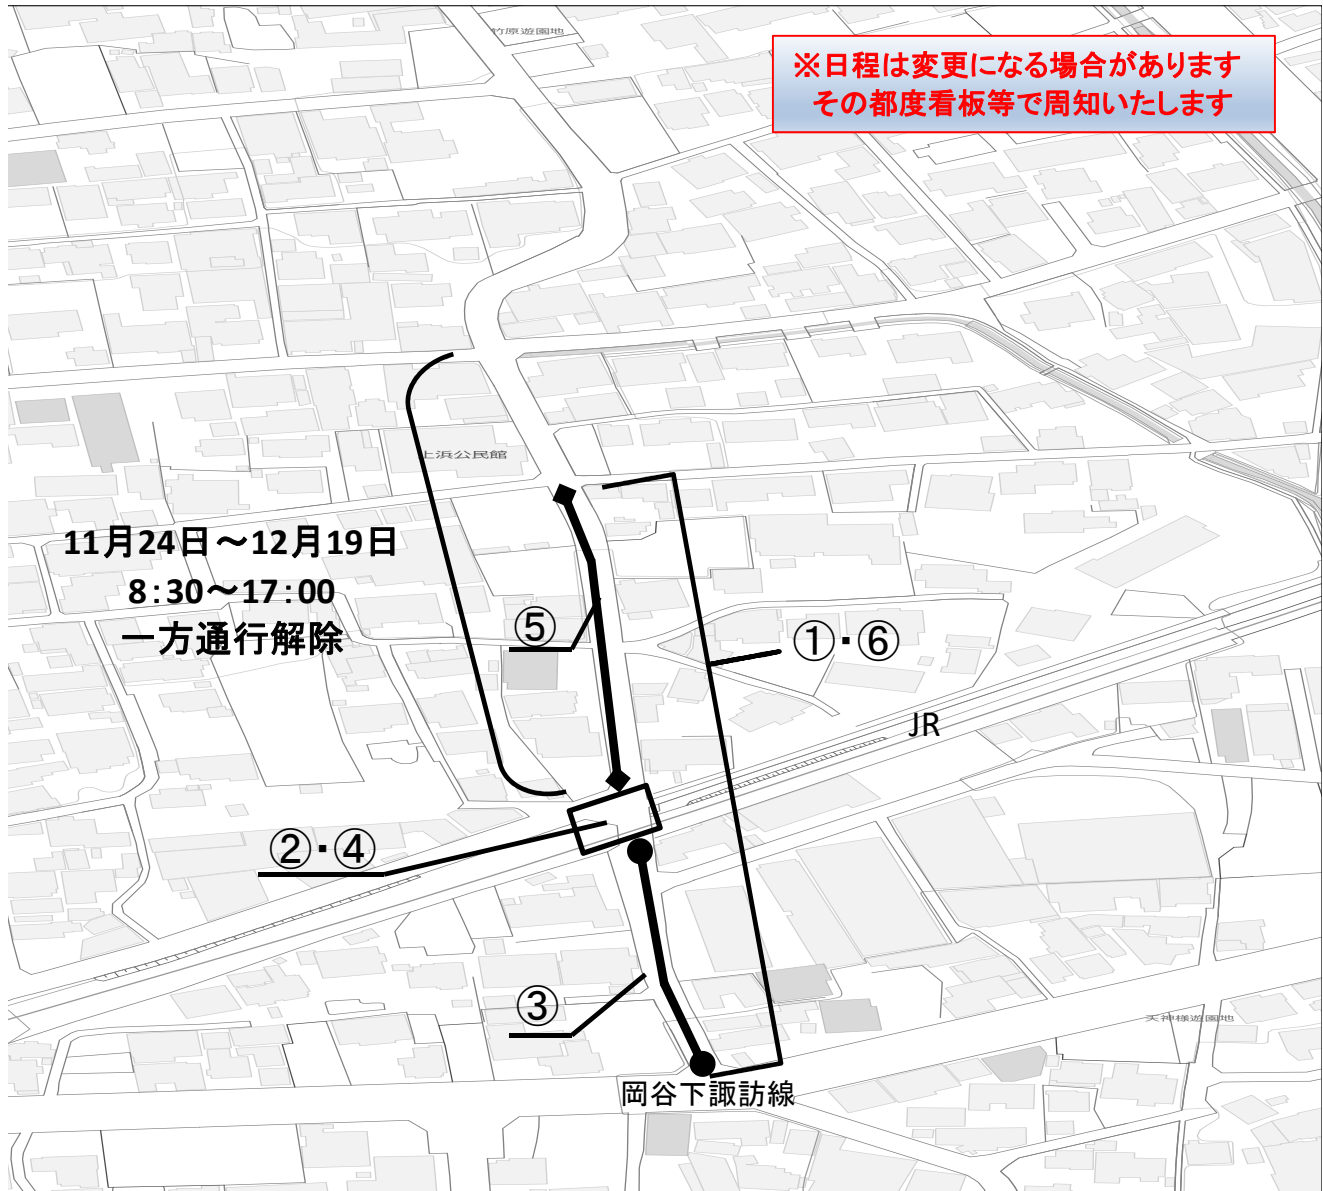 竹原遊園地
※日程は変更になる場合があります
その都度看板等で周知いたします
上浜公民館
11月24日～12月19日
8：30～17：00
一方通行解除
⑤
①・⑥
JR
②・④
③
天神様遊園地
岡谷下諏訪線